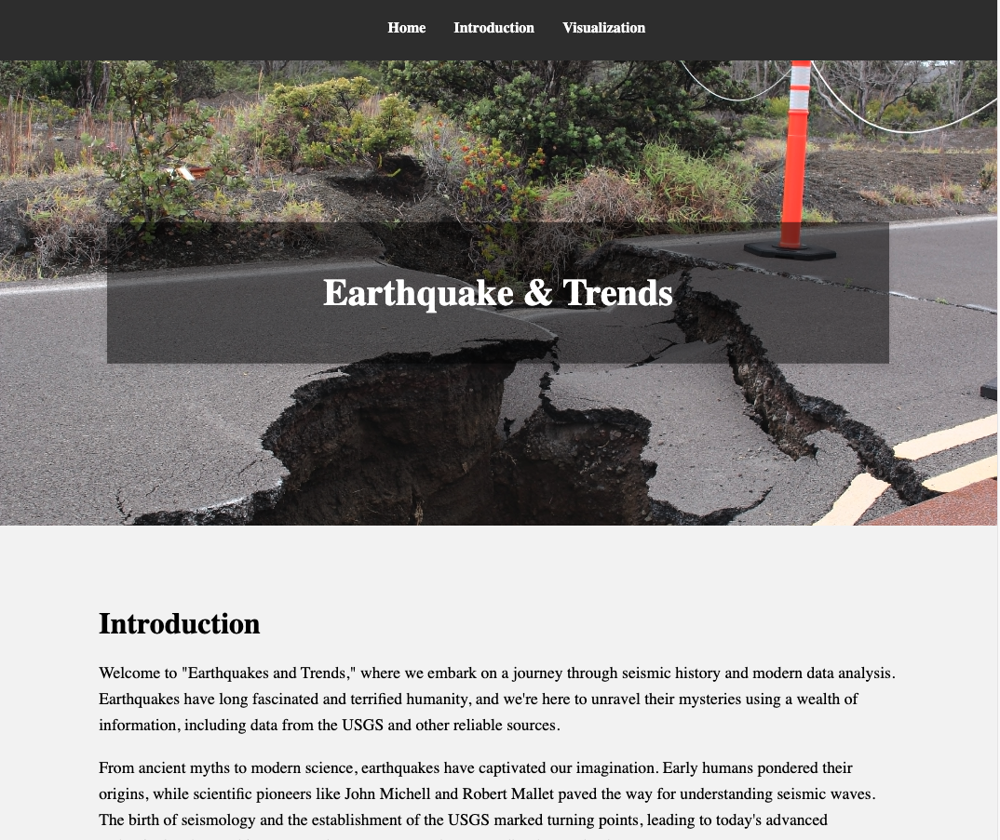 Home Introduction Visualization
Earthquake & Trends
Introduction
Welcome to "Earthquakes and Trends," where we embark on a journey through seismic history and modern data analysis.
Earthquakes have long fascinated and terrified humanity, and we're here to unravel their mysteries using a wealth of
information, including data from the USGS and other reliable sources.
From ancient myths to modern science, earthquakes have captivated our imagination. Early humans pondered their
origins, while scientific pioneers like John Michell and Robert Mallet paved the way for understanding seismic waves.
The birth of seismology and the establishment of the USGS marked turning points, leading to today's advanced